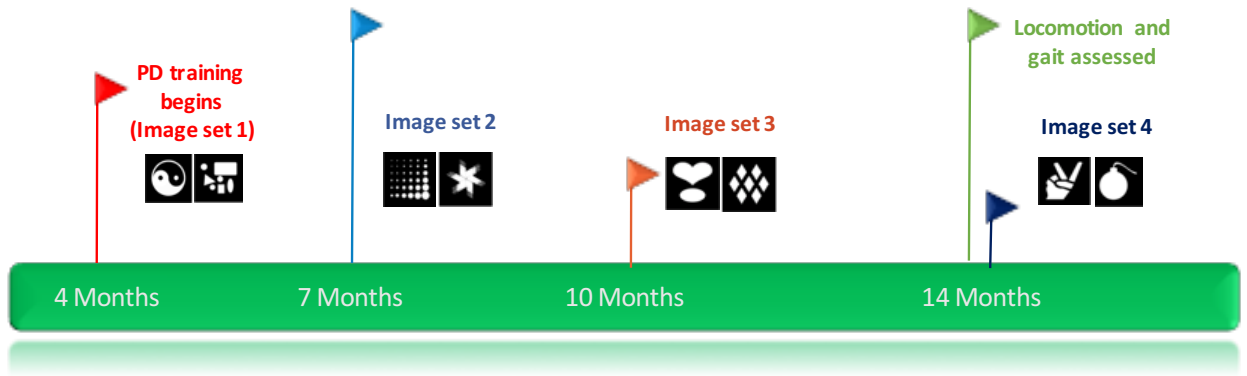 PD training
begins
(Image set 1)
Image set 2
Image set 3
Locomotion and
gait assessed
Image set 4
4 Months
7 Months
10 Months
14 Months